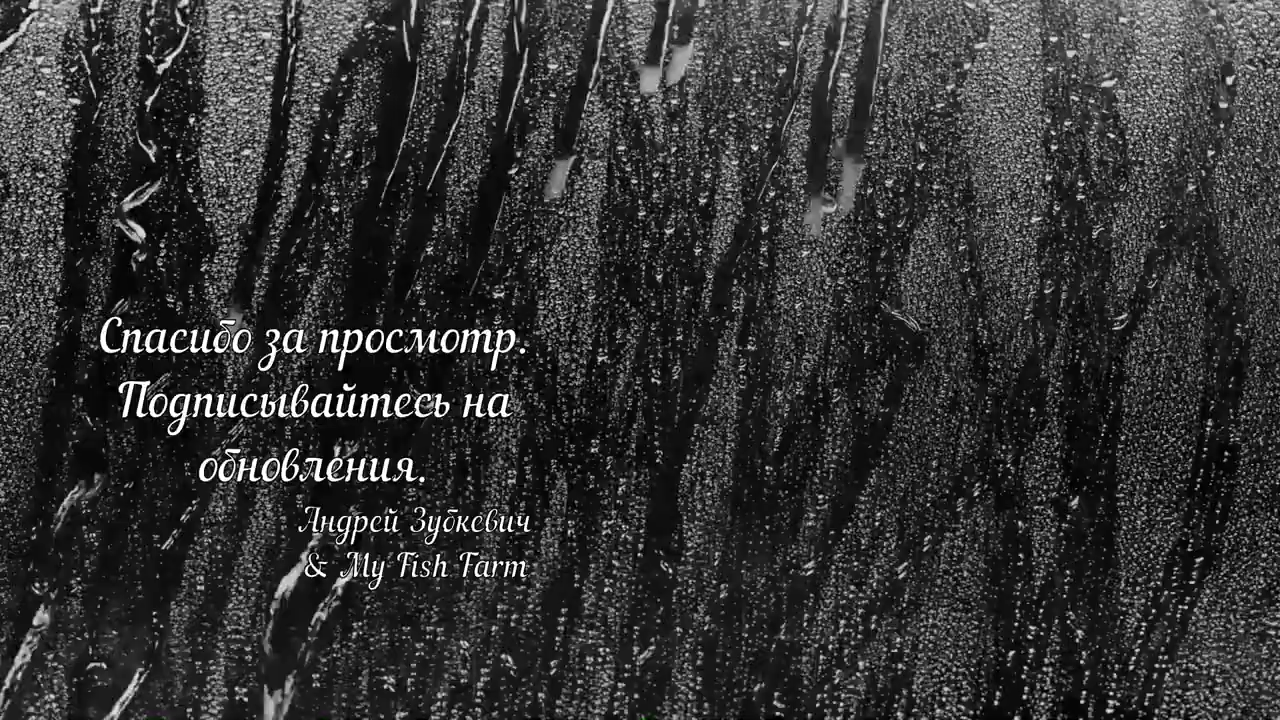 Спасибо за просмотр.
Подписывайтесь на
обновления.
Андрей Зубкевич
& My Fish Farm